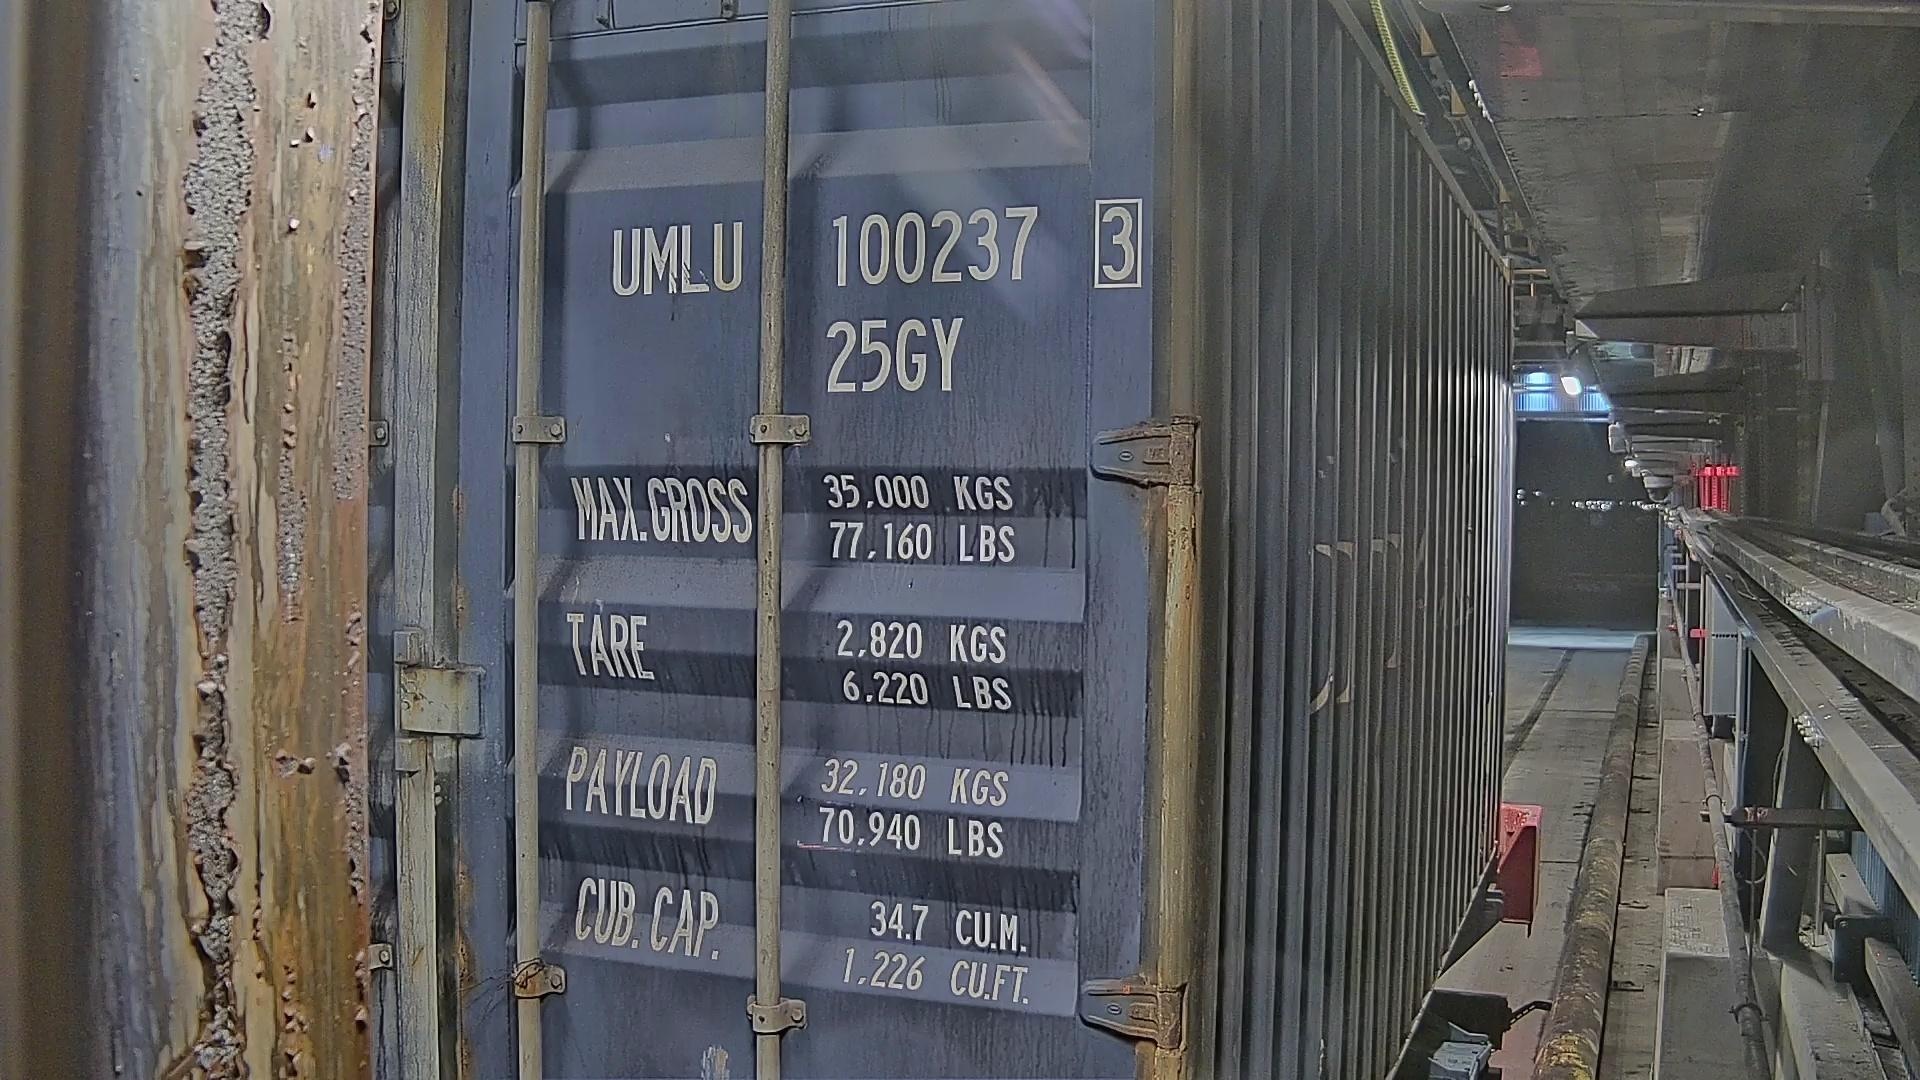 UMLU 100237 3
25GY
MAX.GROSS 35,000 KGS
77,160 LBS
TARE 2,820 KGS
6,220 LBS
PAYLOAD 32,180 KGS
70,940 LBS
CUB. CAP. 34.7 CU.M.
1,226 CU.FT.